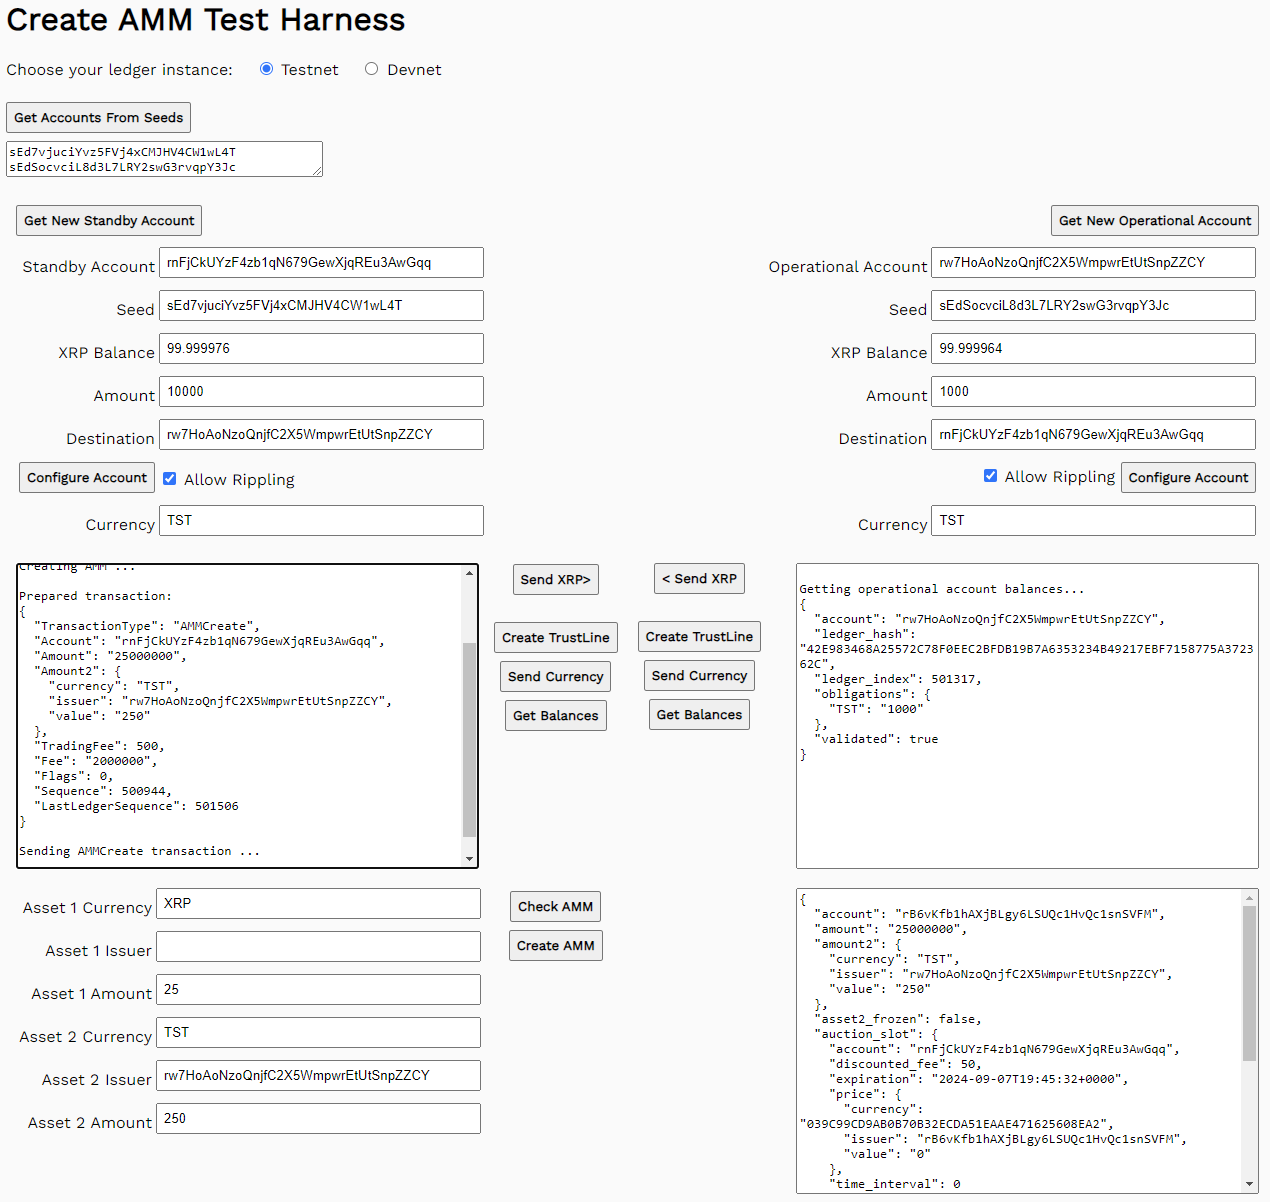 Create AMM Test Harness
Choose your ledger instance: Testnet Devnet
Get Accounts From Seeds
sEd7vjuciYvz5FVj4xCMJHV4CW1wL4T
sEdSocvciL8d3L7LRY2swG3rvqpY3Jc
Get New Standby Account
Get New Operational Account
Standby Account rnFjCkUYzF4zb1qN679GewXjqREu3AwGqq
Operational Account rw7HoAoNzoQnjfC2X5WmpwrEtUtSnpZZCY
Seed sEd7vjuciYvz5FVj4xCMJHV4CW1wL4T
Seed sEdSocvciL8d3L7LRY2swG3rvqpY3Jc
XRP Balance 99.999976
XRP Balance 99.999964
Amount 10000
Amount 1000
Destination rw7HoAoNzoQnjfC2X5WmpwrEtUtSnpZZCY
Destination rnFjCkUYzF4zb1qN679GewXjqREu3AwGqq
Configure Account Allow Rippling
Allow Rippling Configure Account
Currency TST
Currency TST
Creating AMM ...
Prepared transaction:
{
"TransactionType": "AMMCreate",
"Account": "rnFjCkUYzF4zb1qN679GewXjqREu3AwGqq",
"Amount": "25000000",
"Amount2": {
"currency": "TST",
"issuer": "rw7HoAoNzoQnjfC2X5WmpwrEtUtSnpZZCY",
"value": "250"
},
"TradingFee": 500,
"Fee": "2000000",
"Flags": 0,
"Sequence": 500944,
"LastLedgerSequence": 501506
}
Sending AMMCreate transaction ...
Send XRP>
< Send XRP
Create TrustLine
Create TrustLine
Send Currency
Send Currency
Get Balances
Get Balances
Getting operational account balances...
{
"account": "rw7HoAoNzoQnjfC2X5WmpwrEtUtSnpZZCY",
"ledger_hash":
"42E983468A25572C78F0EEC2BFDB19B7A6353234B49217EBF7158775A3723
62C",
"ledger_index": 501317,
"obligations": {
"TST": "1000"
},
"validated": true
}
Asset 1 Currency XRP
Asset 1 Issuer
Asset 1 Amount 25
Asset 2 Currency TST
Asset 2 Issuer rw7HoAoNzoQnjfC2X5WmpwrEtUtSnpZZCY
Asset 2 Amount 250
Check AMM
Create AMM
{
"account": "rB6vKfb1hAXjBLgy6LSUQc1HvQc1snSVFM",
"amount": "25000000",
"amount2": {
"currency": "TST",
"issuer": "rw7HoAoNzoQnjfC2X5WmpwrEtUtSnpZZCY",
"value": "250"
},
"asset2_frozen": false,
"auction_slot": {
"account": "rnFjCkUYzF4zb1qN679GewXjqREu3AwGqq",
"discounted_fee": 50,
"expiration": "2024-09-07T19:45:32+0000",
"price": {
"currency":
"039C99CD9AB0B70B32ECDA51EAAE471625608EA2",
"issuer": "rB6vKfb1hAXjBLgy6LSUQc1HvQc1snSVFM",
"value": "0"
},
"time_interval": 0